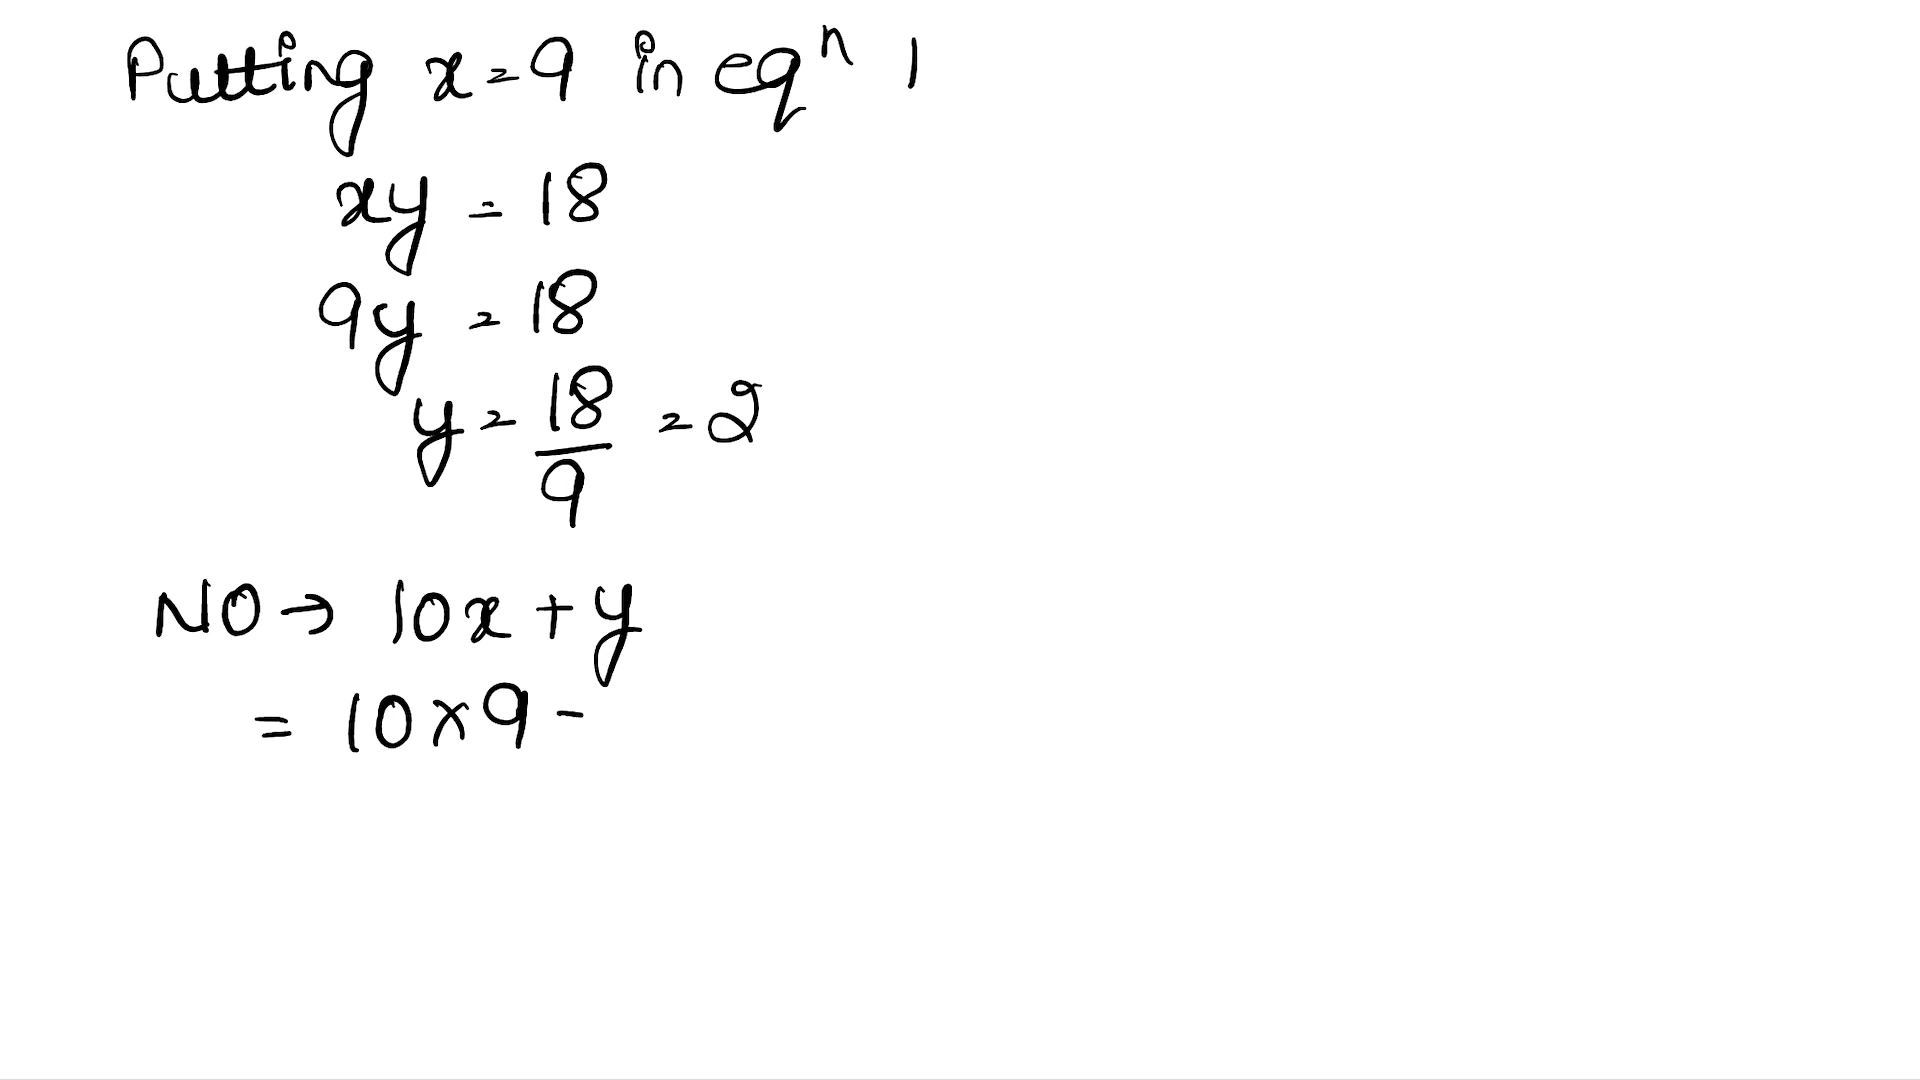 Putting x = 9 in eqⁿ 1
xy = 18
9y = 18
y = 18/9 = 2
NO → 10x + y
= 10 × 9 -